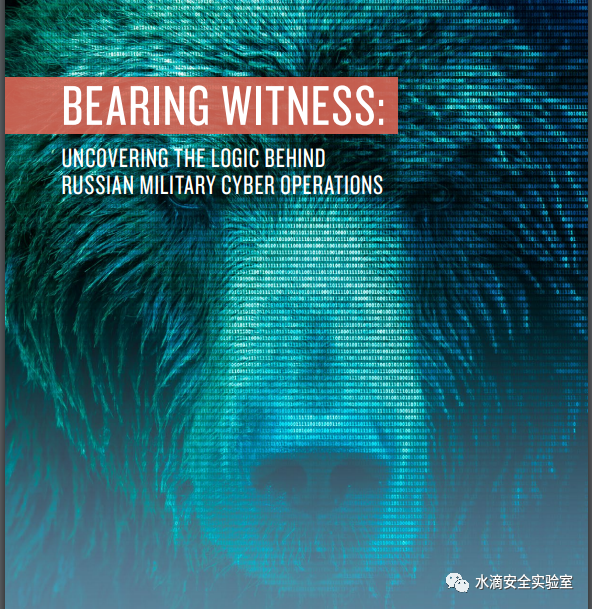 BEARING WITNESS:
UNCOVERING THE LOGIC BEHIND
RUSSIAN MILITARY CYBER OPERATIONS
水滴安全实验室